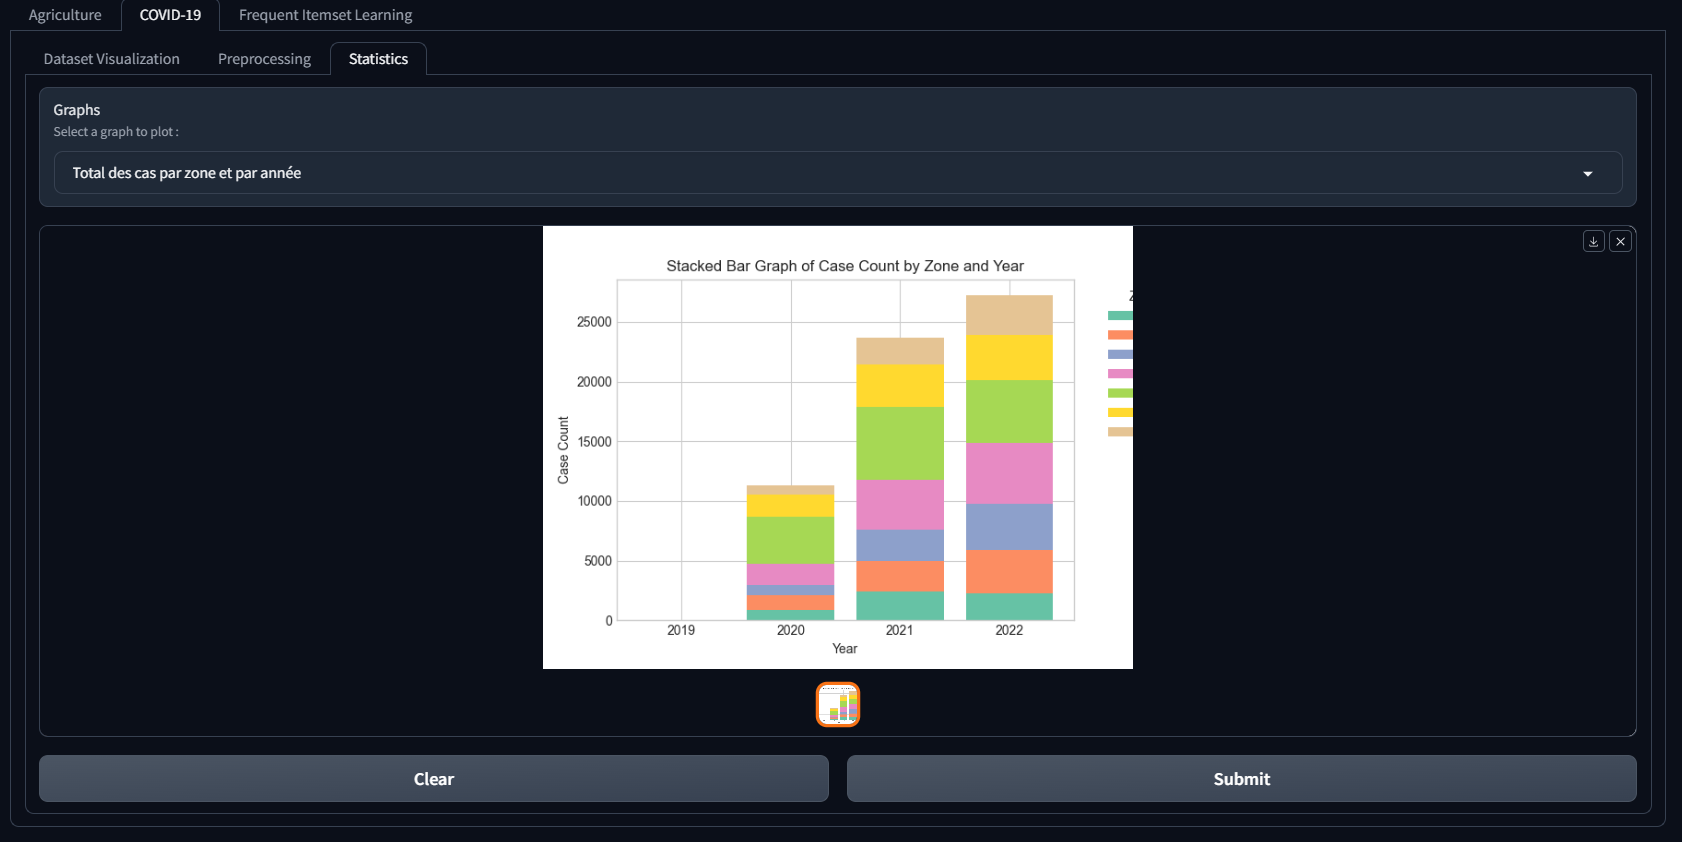 Agriculture
COVID-19
Frequent Itemset Learning
Dataset Visualization
Preprocessing
Statistics
Graphs
Select a graph to plot :
Total des cas par zone et par année
Stacked Bar Graph of Case Count by Zone and Year
25000
20000
15000
10000
5000
0
Case Count
2019
2020
2021
2022
Year
Clear
Submit